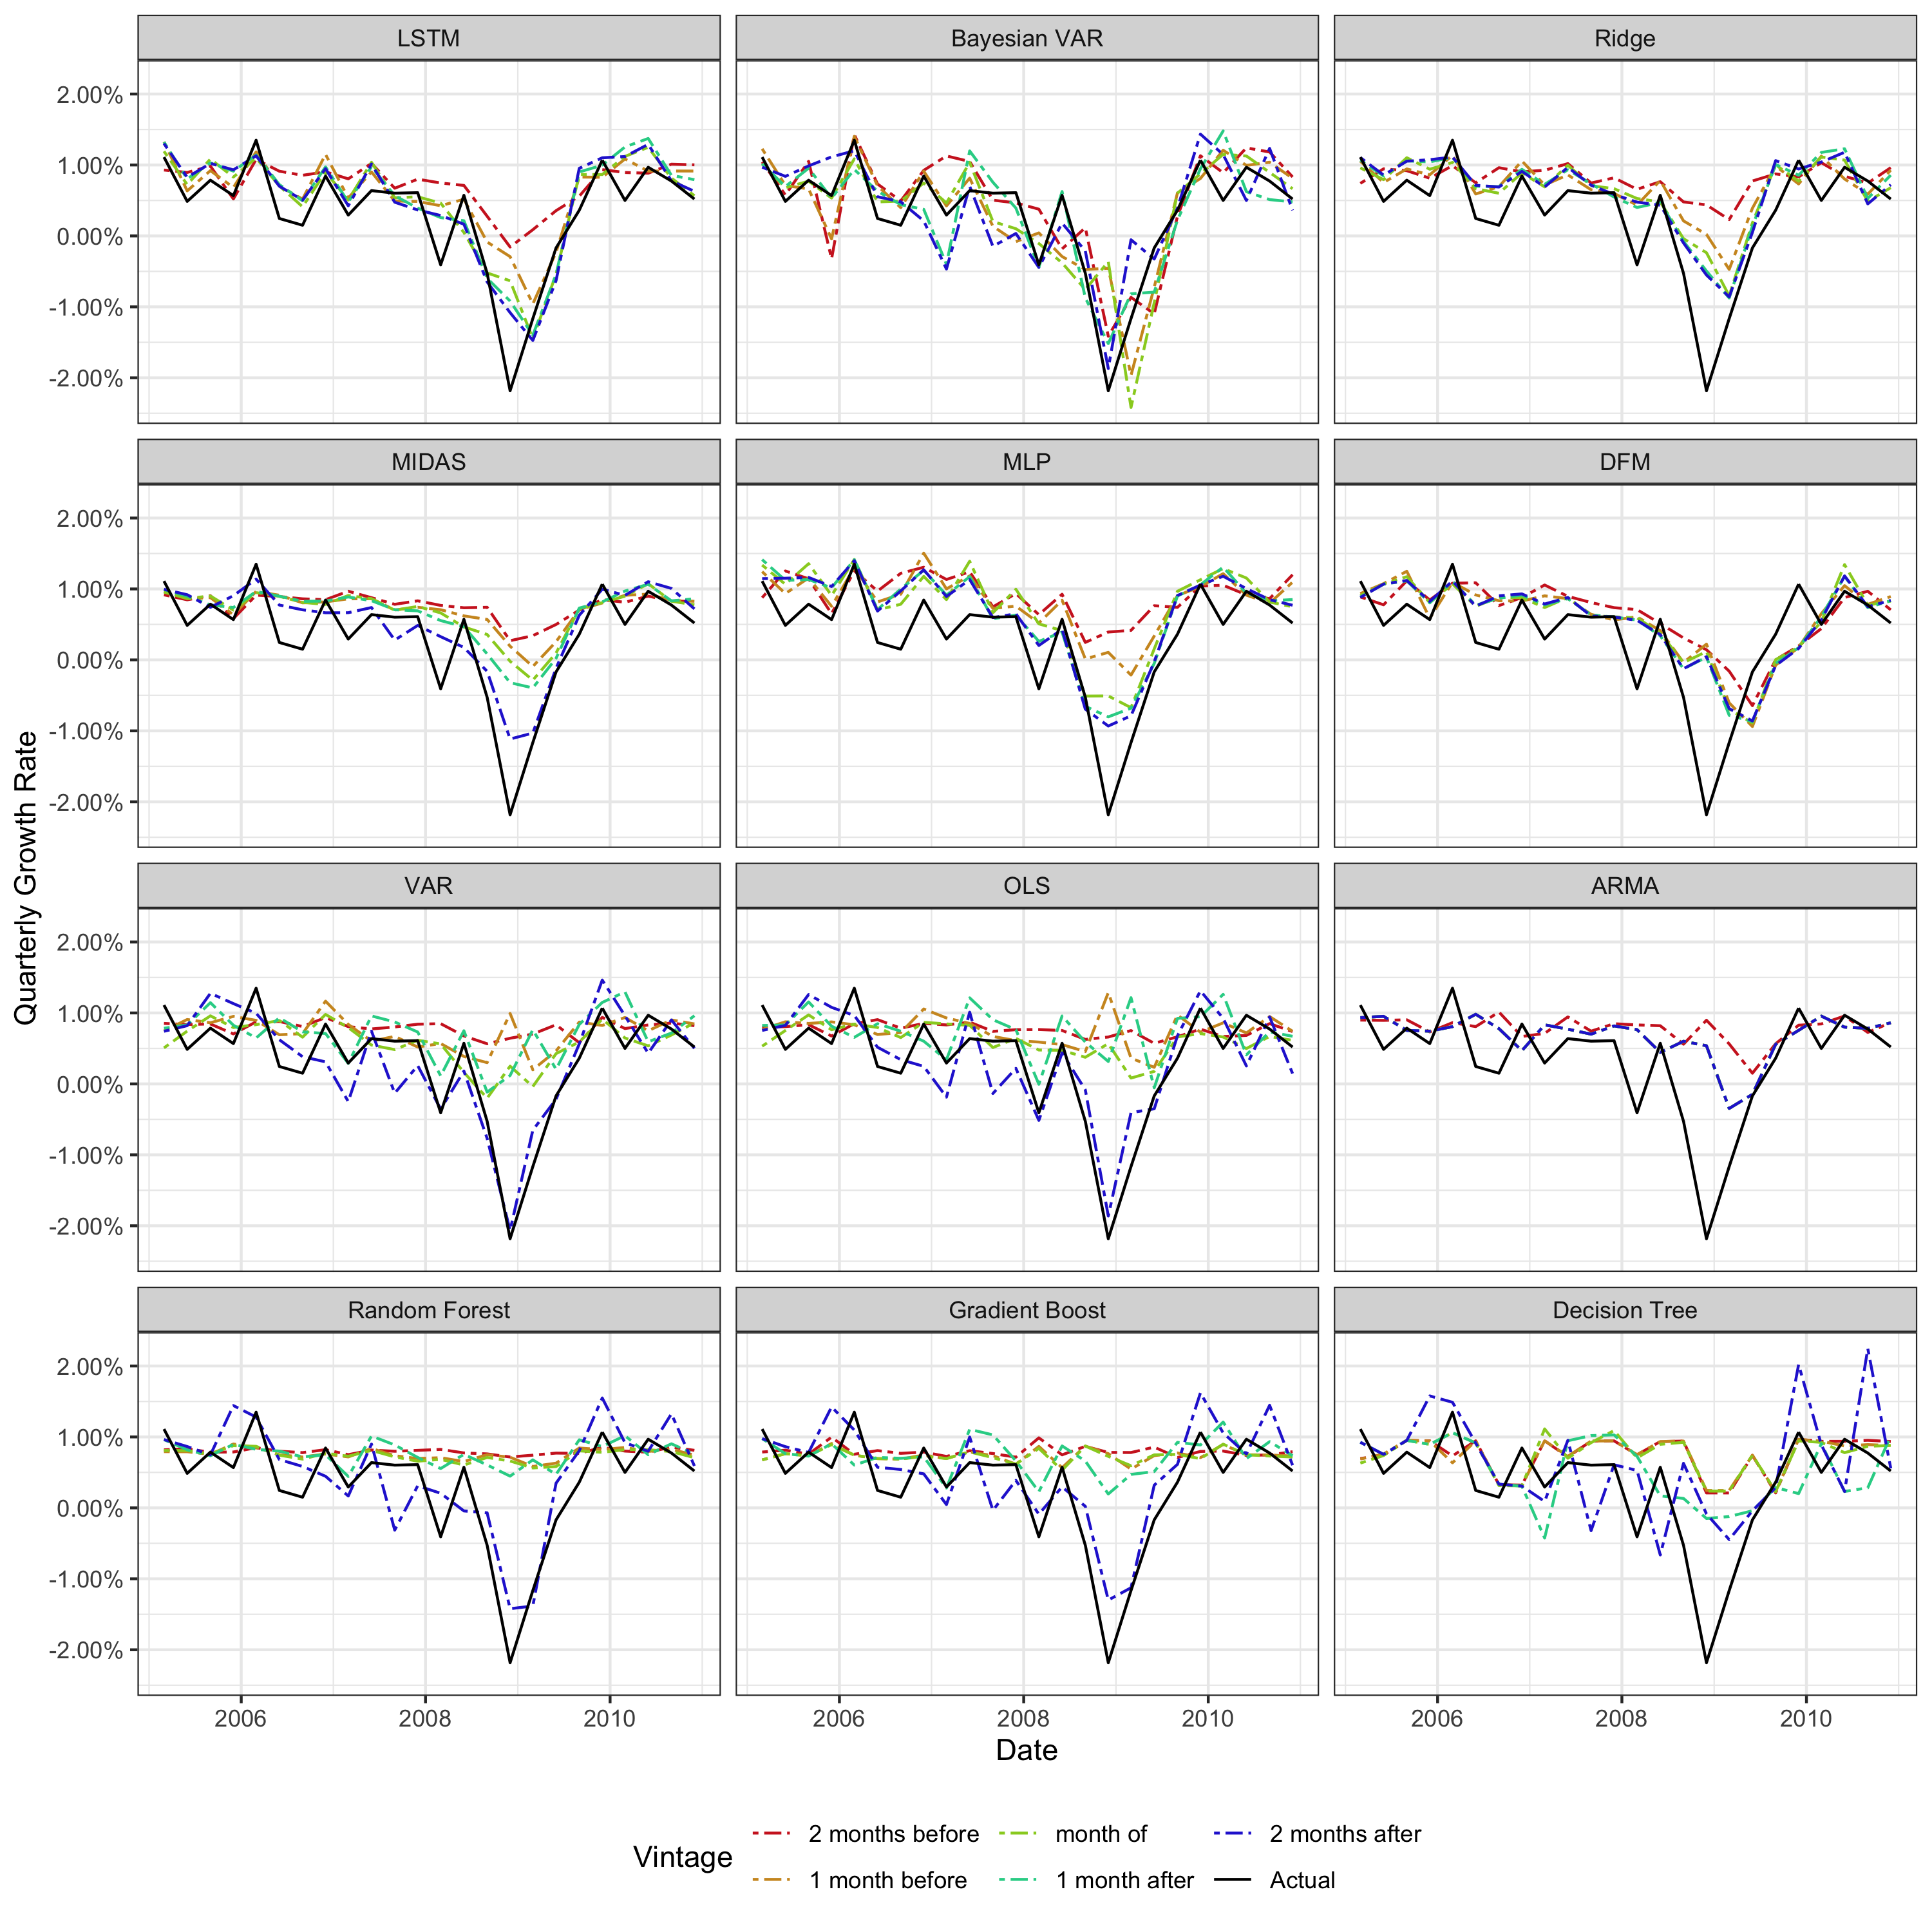 LSTM Bayesian VAR Ridge
2.00%
1.00%
0.00%
-1.00%
-2.00%
MIDAS MLP DFM
2.00%
1.00%
0.00%
-1.00%
-2.00%
Quarterly Growth Rate
VAR OLS ARMA
2.00%
1.00%
0.00%
-1.00%
-2.00%
Random Forest Gradient Boost Decision Tree
2.00%
1.00%
0.00%
-1.00%
-2.00%
2006 2008 2010 2006 2008 2010 2006 2008 2010
Date
Vintage
2 months before month of 2 months after
1 month before 1 month after Actual